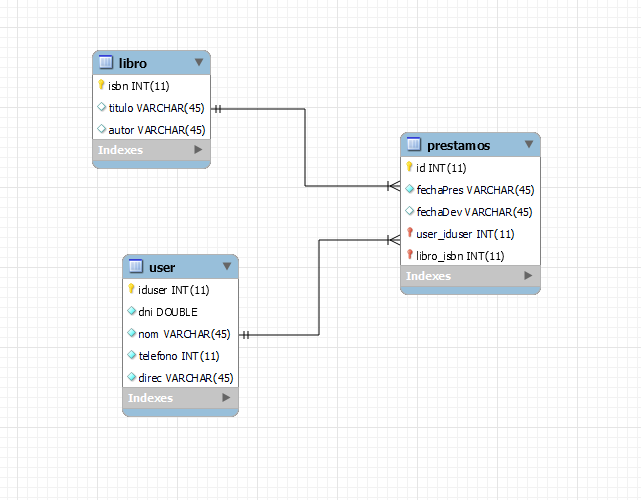 libro
isbn INT(11)
titulo VARCHAR(45)
autor VARCHAR(45)
Indexes
prestamos
id INT(11)
fechaPres VARCHAR(45)
fechaDev VARCHAR(45)
user_iduser INT(11)
libro_isbn INT(11)
Indexes
user
iduser INT(11)
dni DOUBLE
nom VARCHAR(45)
telefono INT(11)
direc VARCHAR(45)
Indexes